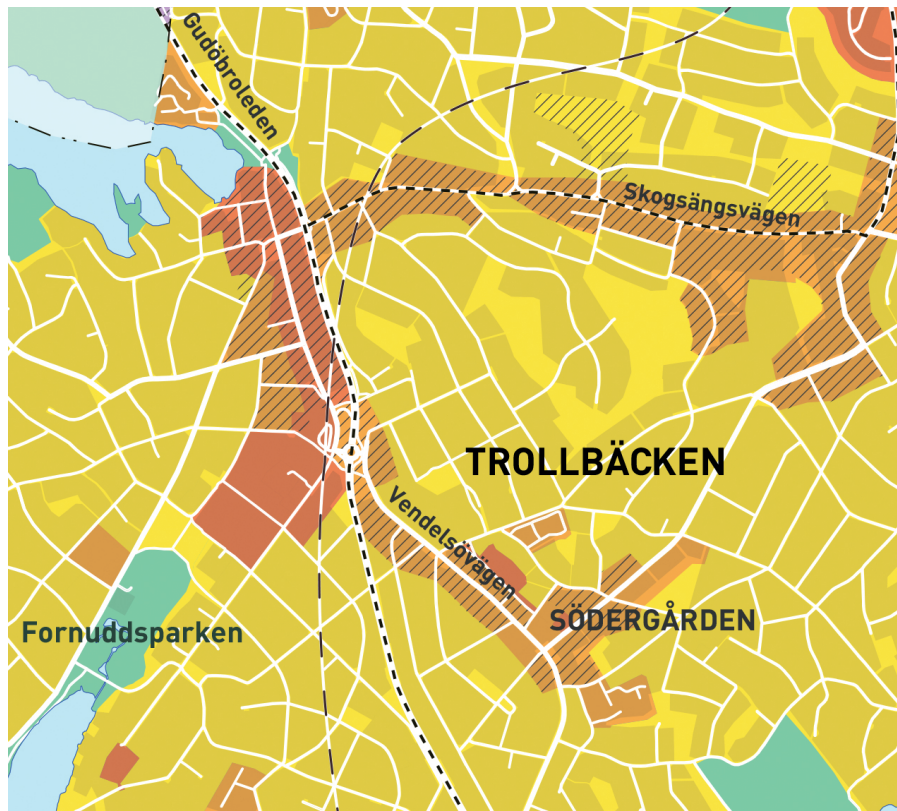 Gudöbroleden
Skogsängsvägen
TROLLBÄCKEN
Vendelsövägen
SÖDERGÅRDEN
Fornuddsparken